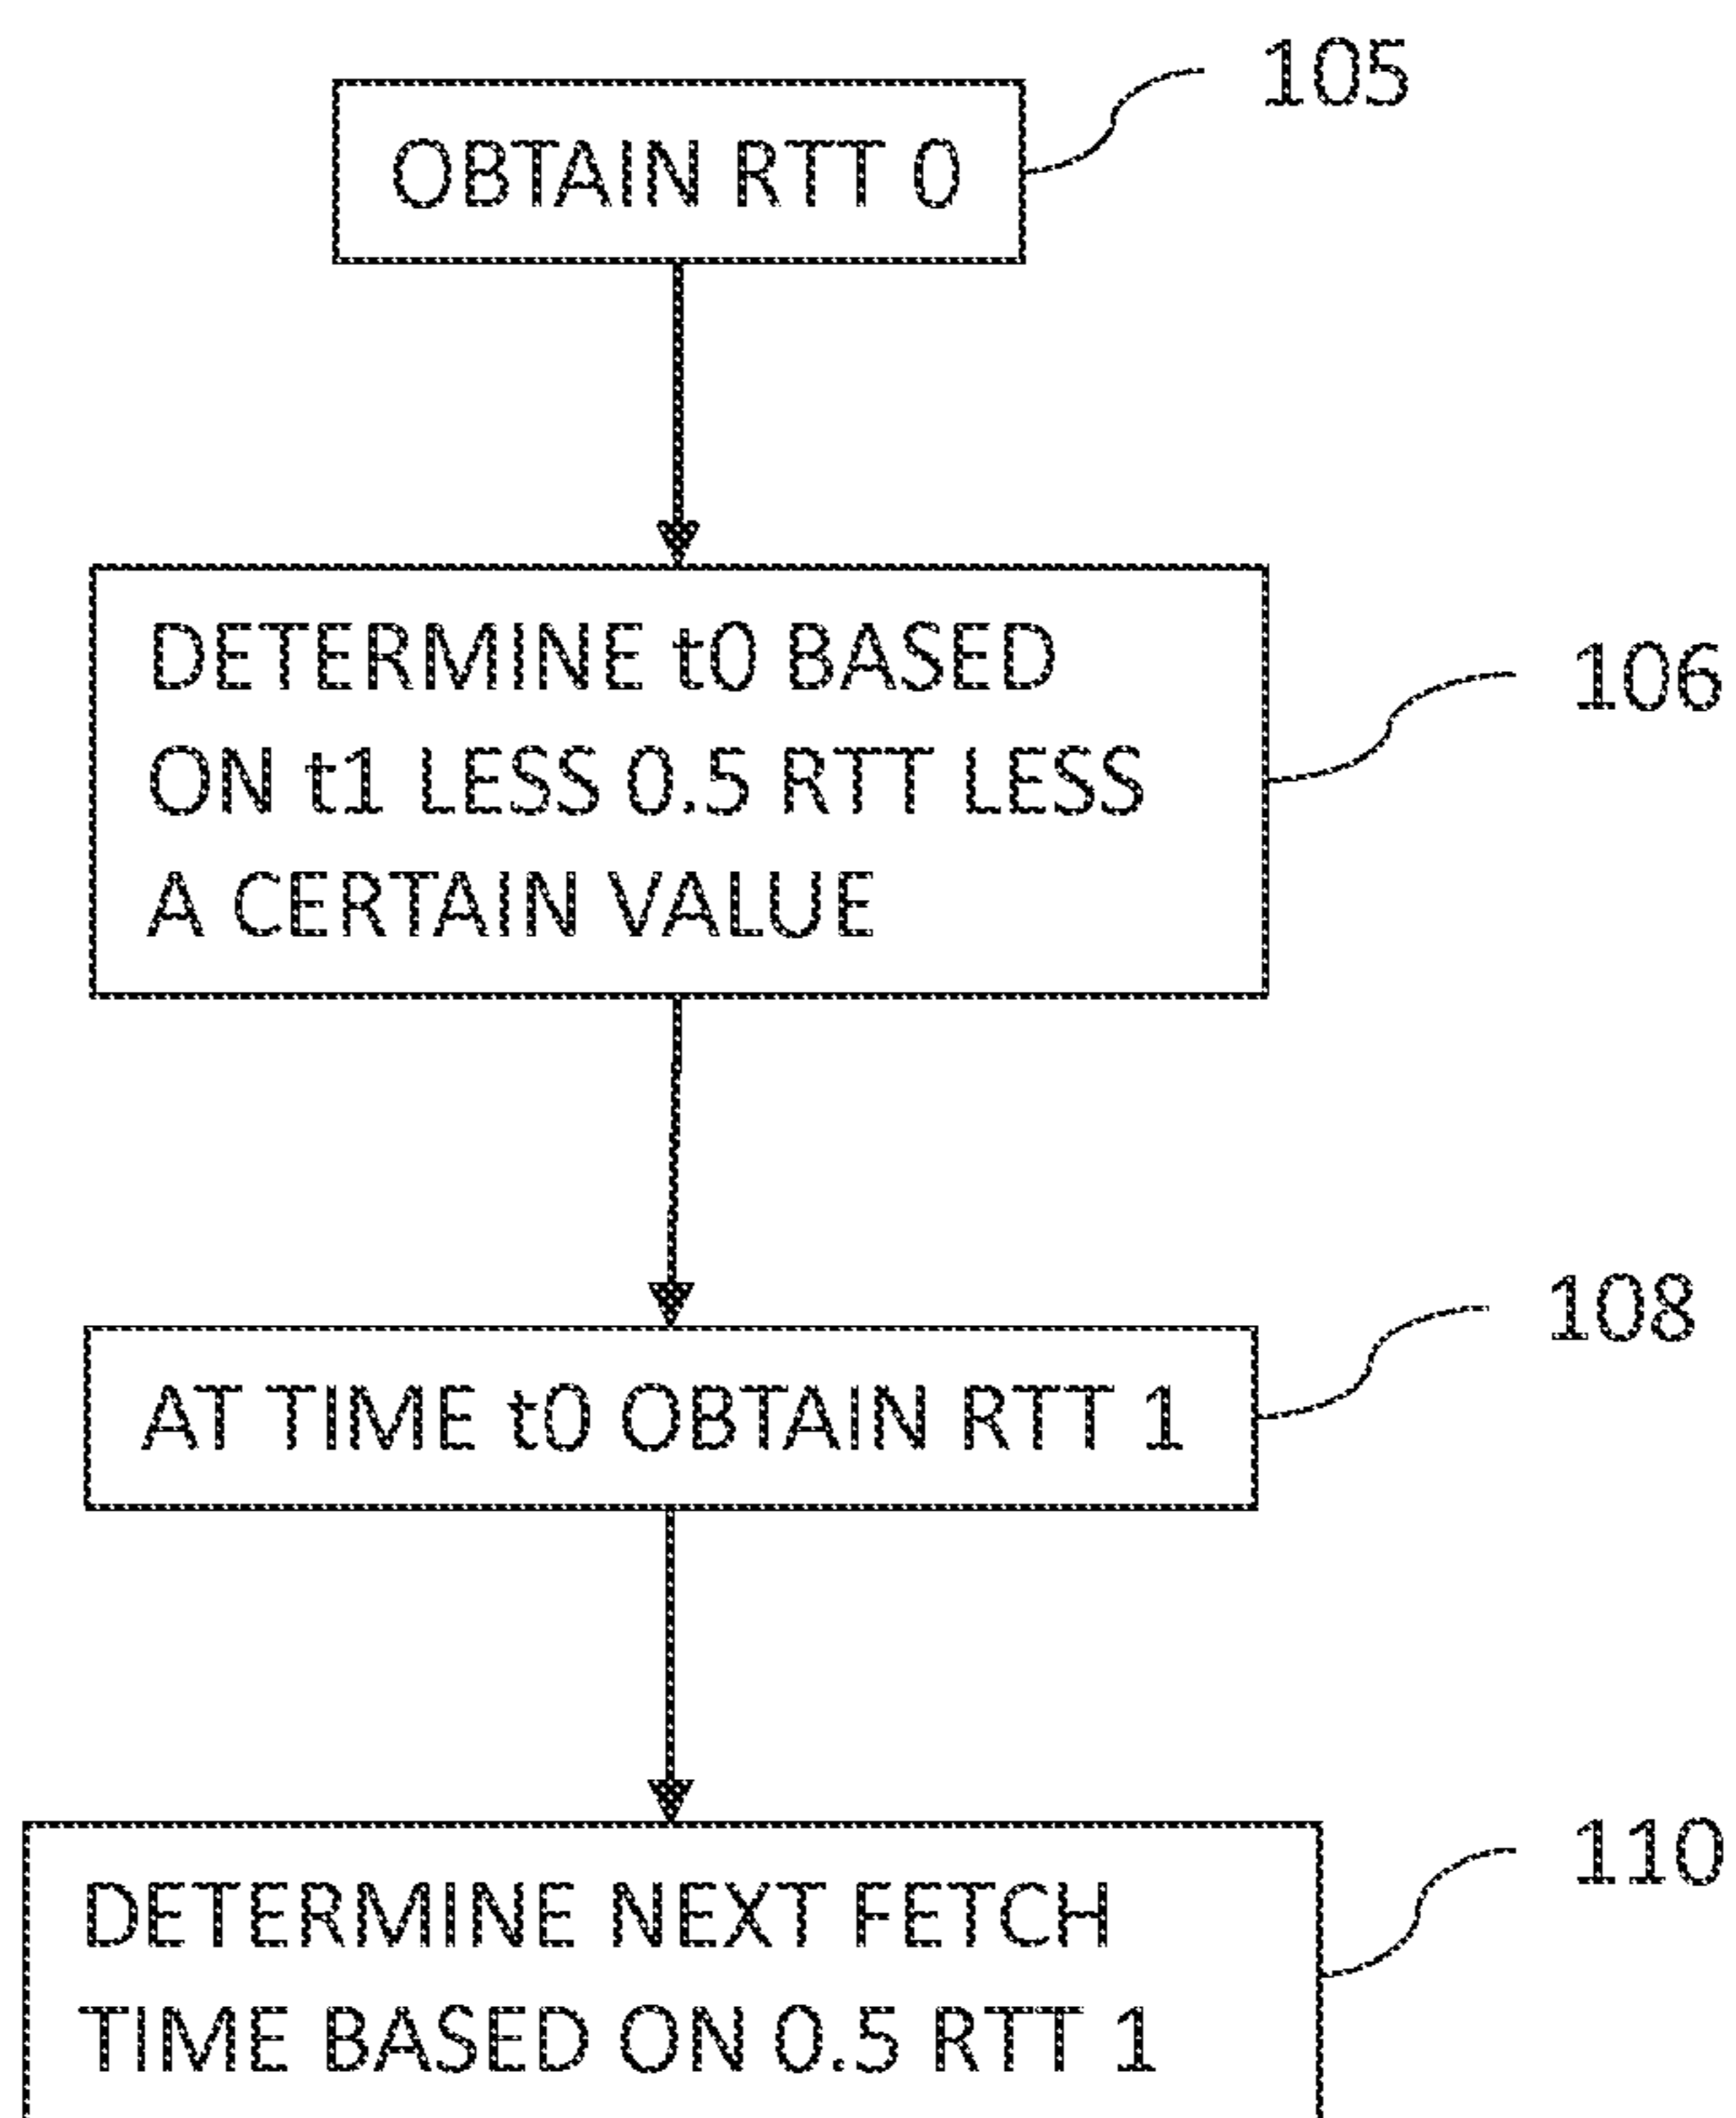 105
OBTAIN RTT 0
106
DETERMINE t0 BASED
ON t1 LESS 0.5 RTT LESS
A CERTAIN VALUE
108
AT TIME t0 OBTAIN RTT 1
110
DETERMINE NEXT FETCH
TIME BASED ON 0.5 RTT 1